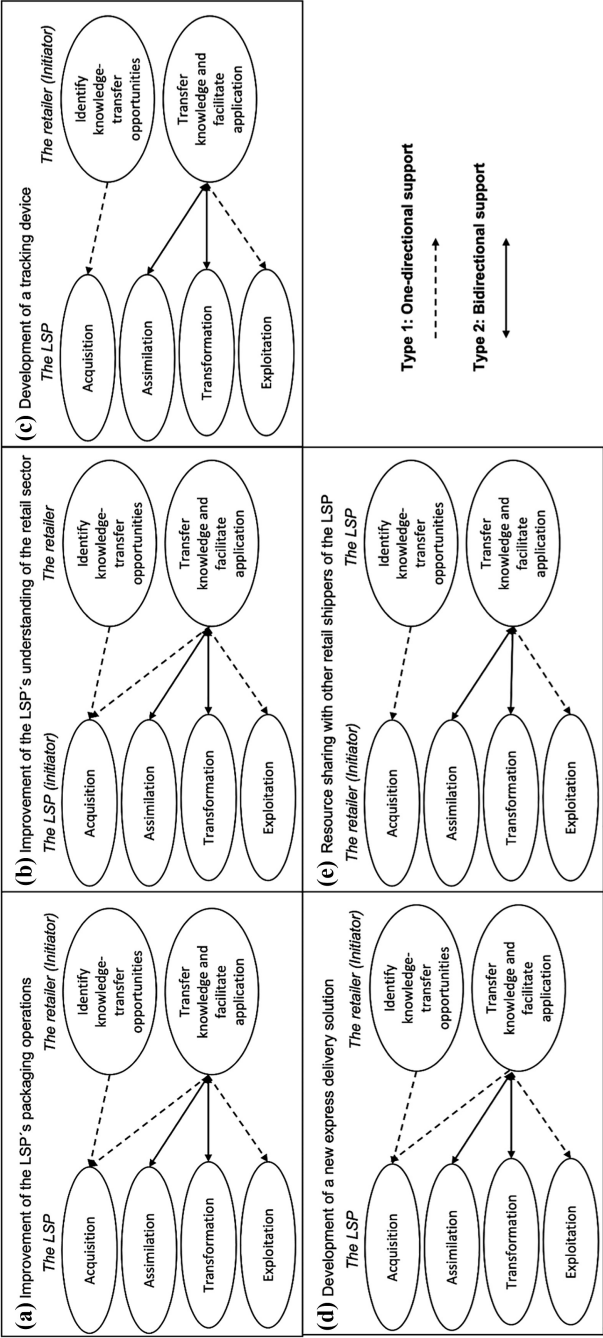 (a) Improvement of the LSP´s packaging operations
The LSP
The retailer (Initiator)
Acquisition
Assimilation
Transformation
Exploitation
Identify
knowledge-
transfer
opportunities
Transfer
knowledge and
facilitate
application
(b) Improvement of the LSP´s understanding of the retail sector
The LSP (initiator)
The retailer
Acquisition
Assimilation
Transformation
Exploitation
Identify
knowledge-
transfer
opportunities
Transfer
knowledge and
facilitate
application
(c) Development of a tracking device
The LSP
The retailer (Initiator)
Acquisition
Assimilation
Transformation
Exploitation
Identify
knowledge-
transfer
opportunities
Transfer
knowledge and
facilitate
application
(d) Development of a new express delivery solution
The LSP
The retailer (Initiator)
Acquisition
Assimilation
Transformation
Exploitation
Identify
knowledge-
transfer
opportunities
Transfer
knowledge and
facilitate
application
(e) Resource sharing with other retail shippers of the LSP
The retailer (Initiator)
The LSP
Acquisition
Assimilation
Transformation
Exploitation
Identify
knowledge-
transfer
opportunities
Transfer
knowledge and
facilitate
application
Type 1: One-directional support
Type 2: Bidirectional support